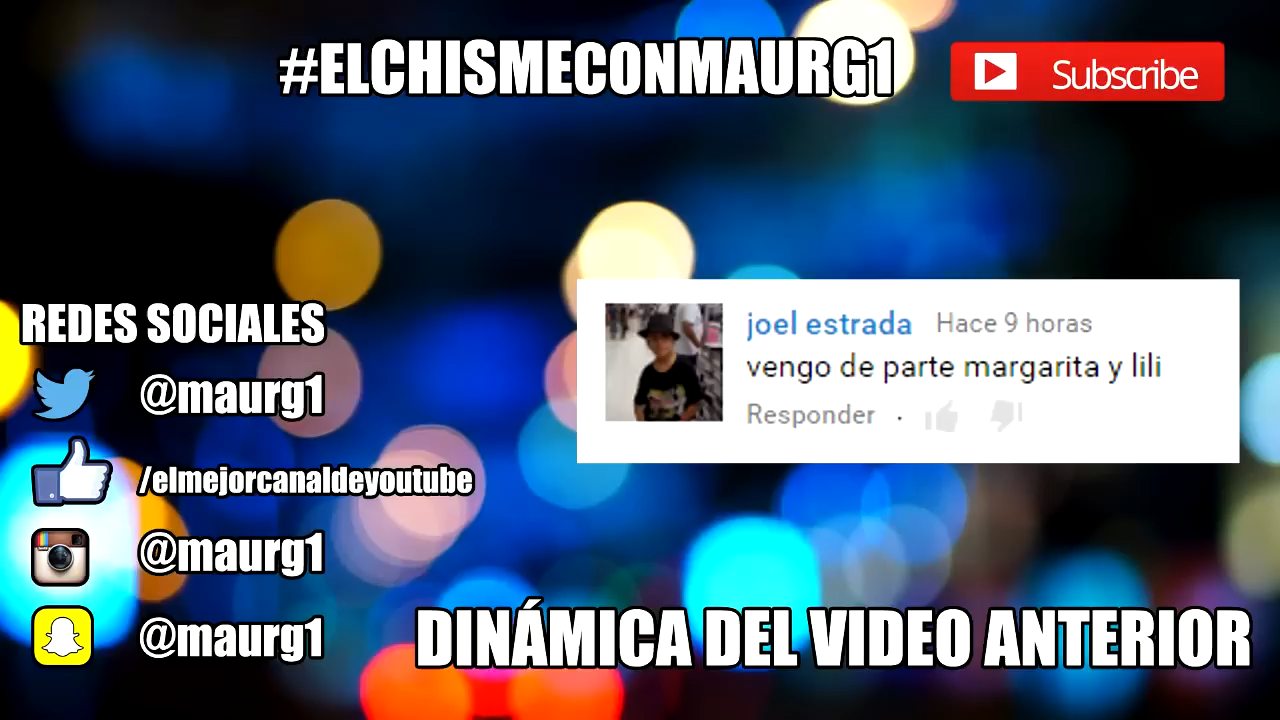 #ELCHISMECONMAURG1
Subscribe
REDES SOCIALES
@maurg1
/elmejorcanaldeyoutube
@maurg1
@maurg1
joel estrada Hace 9 horas
vengo de parte margarita y lili
Responder ·
DINÁMICA DEL VIDEO ANTERIOR